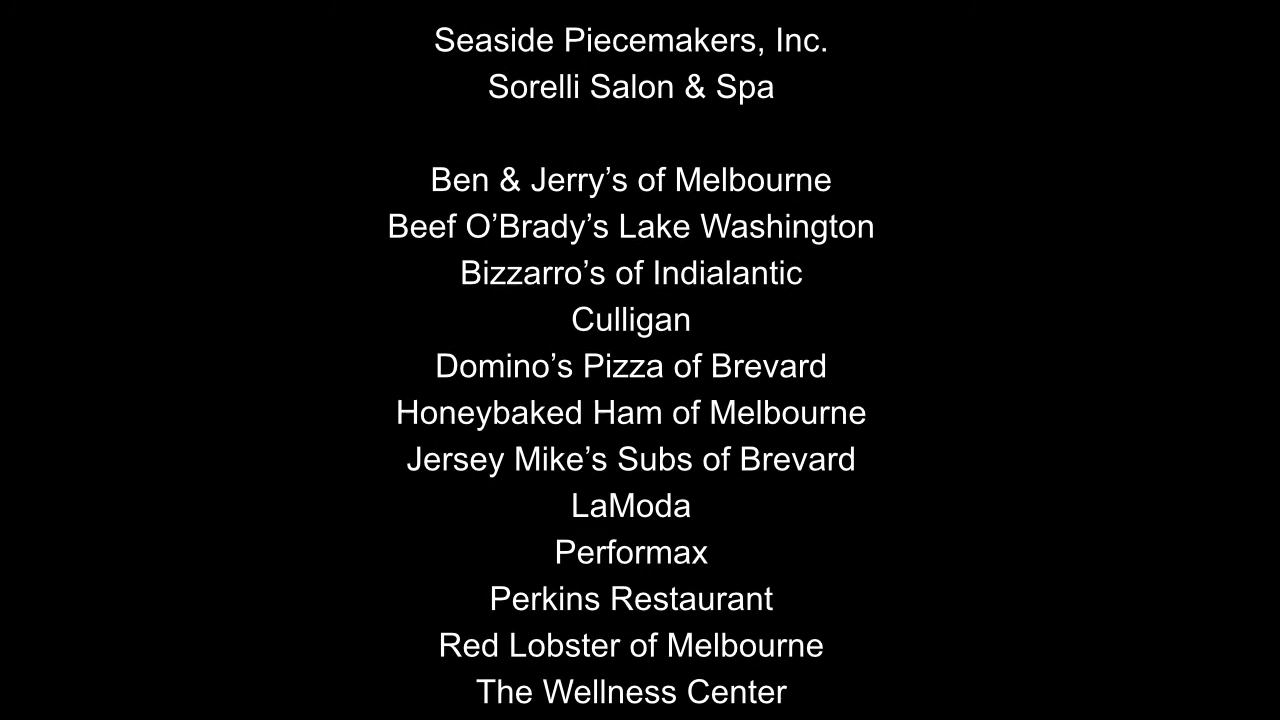 Seaside Piecemakers, Inc.
Sorelli Salon & Spa
Ben & Jerry’s of Melbourne
Beef O’Brady’s Lake Washington
Bizzarro’s of Indialantic
Culligan
Domino’s Pizza of Brevard
Honeybaked Ham of Melbourne
Jersey Mike’s Subs of Brevard
LaModa
Performax
Perkins Restaurant
Red Lobster of Melbourne
The Wellness Center